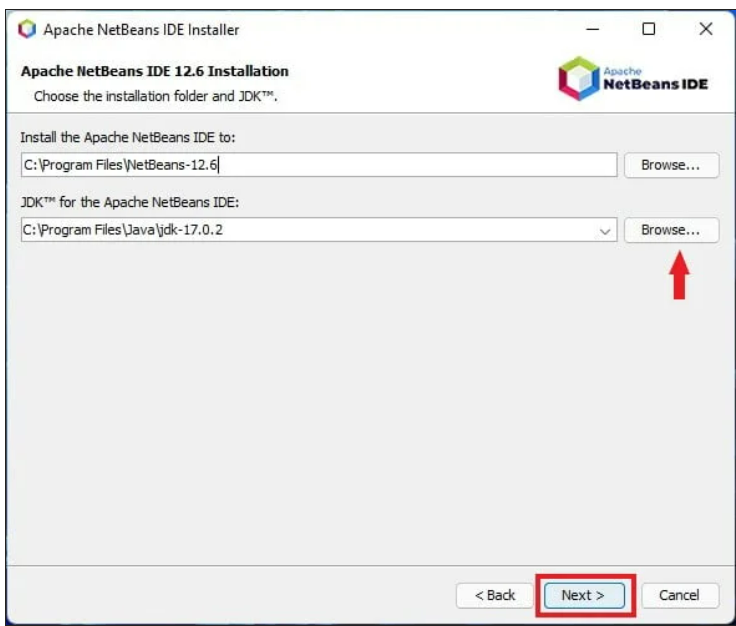 Apache NetBeans IDE Installer
Apache NetBeans IDE 12.6 Installation
Choose the installation folder and JDK™.
Apache
NetBeans IDE
Install the Apache NetBeans IDE to:
C:\Program Files\NetBeans-12.6
Browse...
JDK™ for the Apache NetBeans IDE:
C:\Program Files\Java\jdk-17.0.2
Browse...
< Back
Next >
Cancel